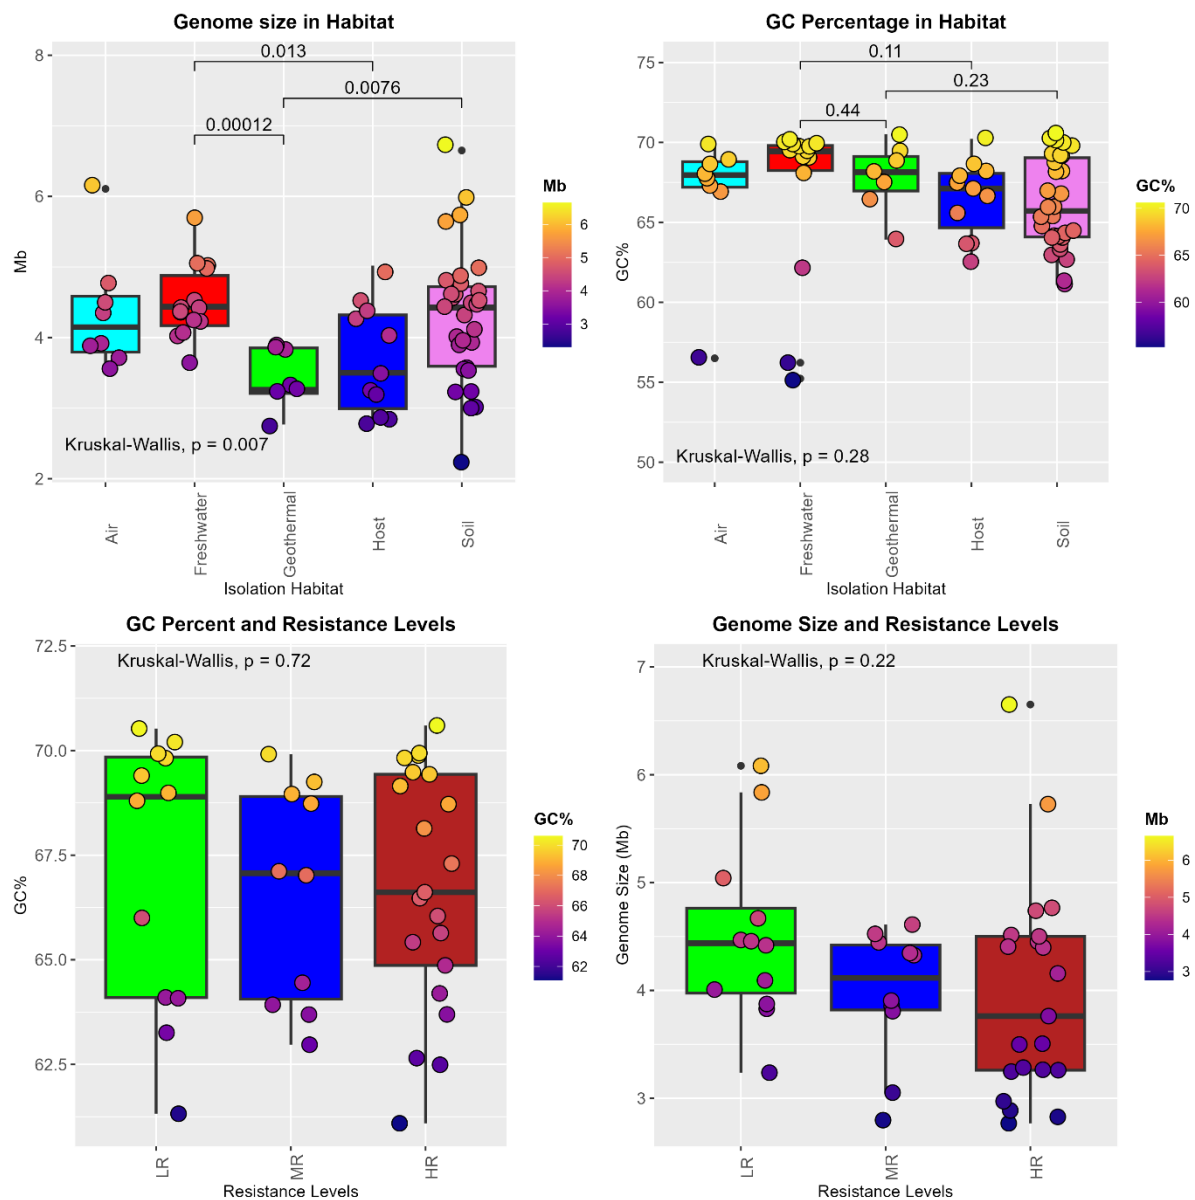 Genome size in Habitat
8
6
4
2
Mb
0.013
0.0076
0.00012
Kruskal-Wallis, p = 0.007
Air
Freshwater
Geothermal
Host
Soil
Isolation Habitat
Mb
6
5
4
3
GC Percentage in Habitat
75
70
65
60
55
50
GC%
0.11
0.23
0.44
Kruskal-Wallis, p = 0.28
Air
Freshwater
Geothermal
Host
Soil
Isolation Habitat
GC%
70
65
60
GC Percent and Resistance Levels
72.5
70.0
67.5
65.0
62.5
GC%
Kruskal-Wallis, p = 0.72
LR
MR
HR
Resistance Levels
GC%
70
68
66
64
62
Genome Size and Resistance Levels
7
6
5
4
3
Genome Size (Mb)
Kruskal-Wallis, p = 0.22
LR
MR
HR
Resistance Levels
Mb
6
5
4
3